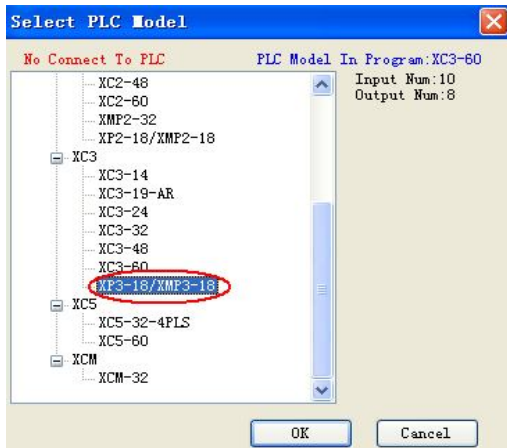 Select PLC Model
No Connect To PLC
PLC Model In Program:XC3-60
XC2-48
XC2-60
XMP2-32
XP2-18/XMP2-18
XC3
XC3-14
XC3-19-AR
XC3-24
XC3-32
XC3-48
XC3-60
XP3-18/XMP3-18
XC5
XC5-32-4PLS
XC5-60
XCM
XCM-32
Input Num:10
Output Num:8
OK
Cancel